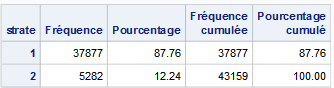 strate Fréquence Pourcentage Fréquence cumulée Pourcentage cumulé
1 37877 87.76 37877 87.76
2 5282 12.24 43159 100.00